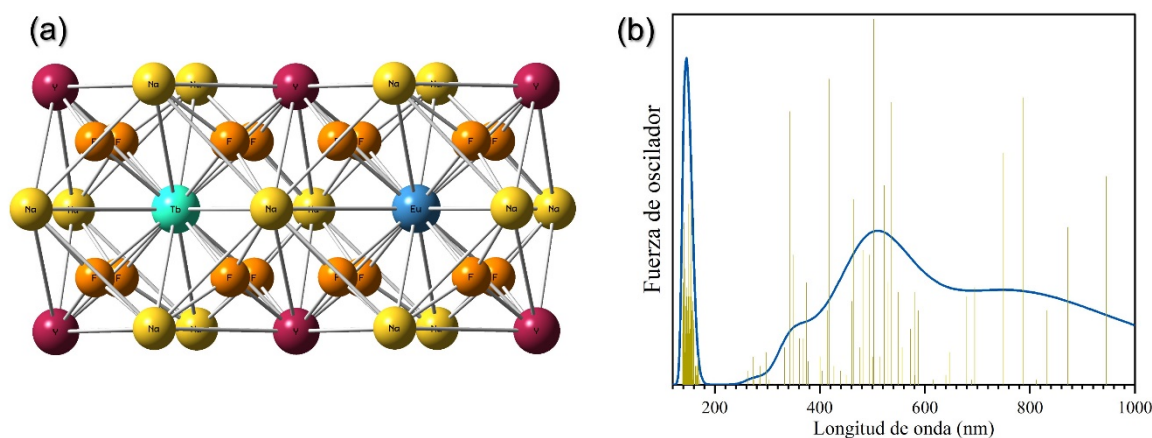 (a)
Na Na Na Na
F F F F F F F F
Na Na Tb Na Na Eu Na Na
F F F F F F F F
Na Na Na Na
(b)
Fuerza de oscilador
200 400 600 800 1000
Longitud de onda (nm)